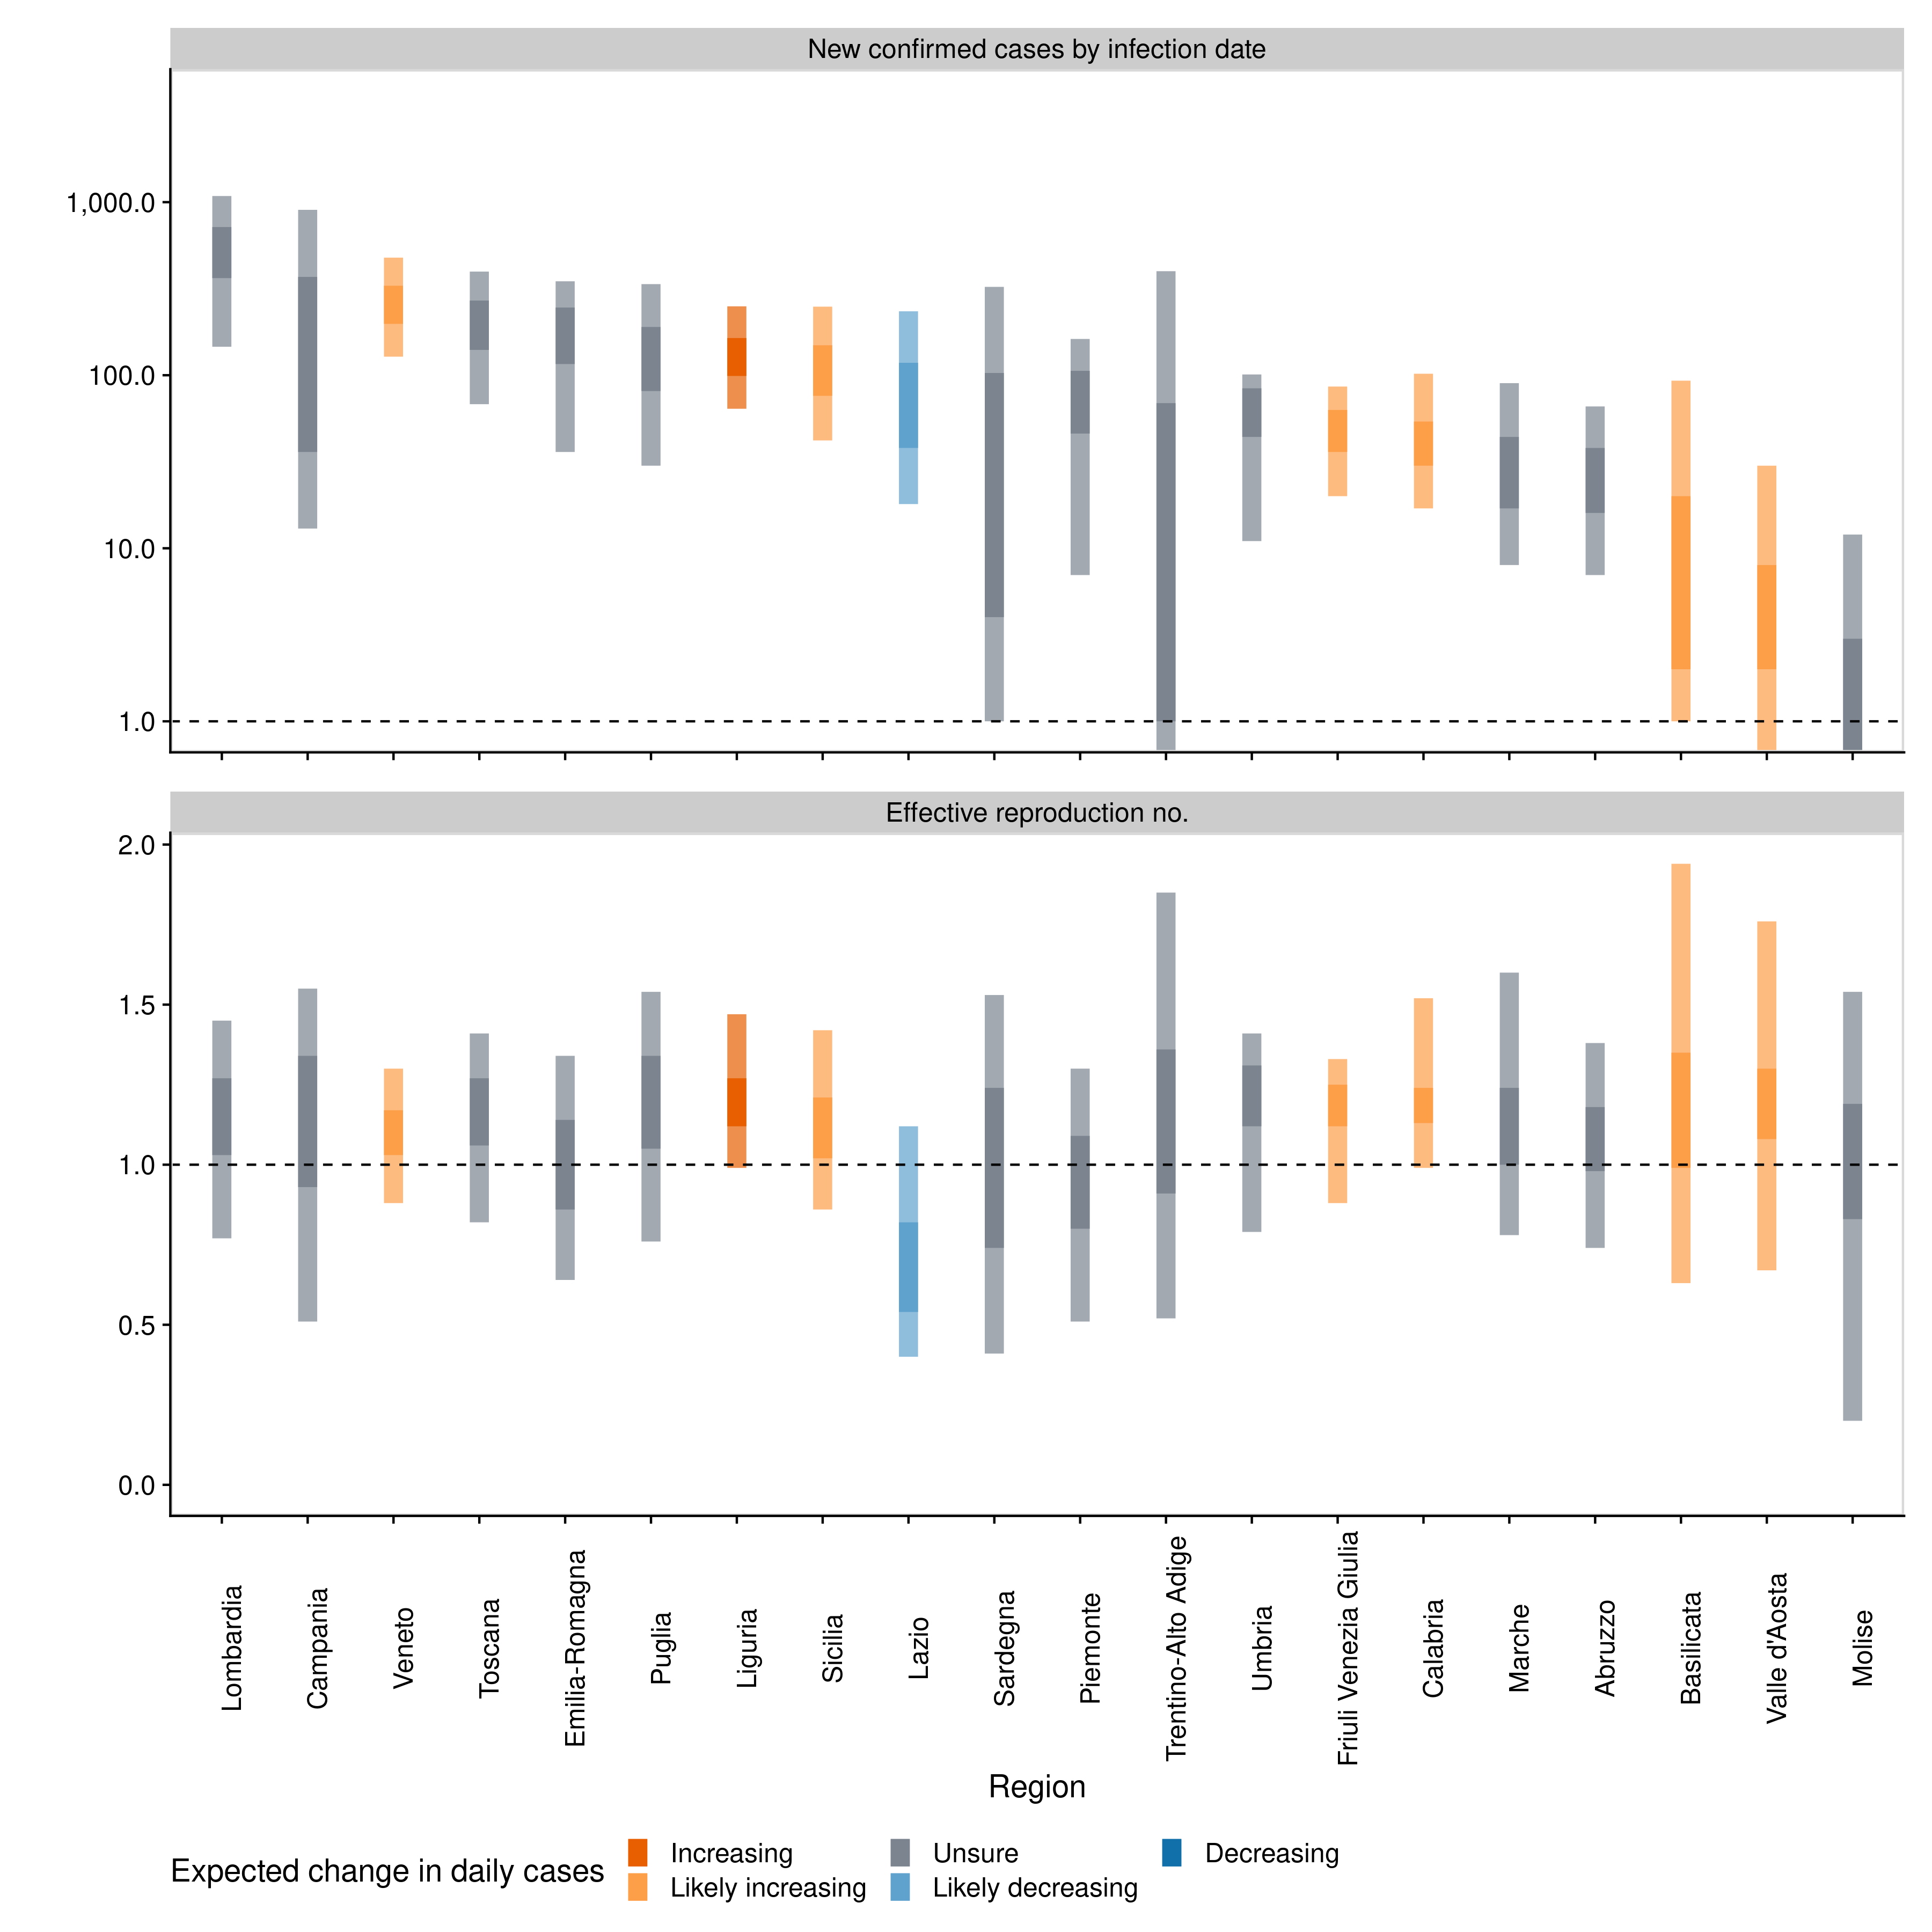 New confirmed cases by infection date
1,000.0
100.0
10.0
1.0
Effective reproduction no.
2.0
1.5
1.0
0.5
0.0
Lombardia
Campania
Veneto
Toscana
Emilia-Romagna
Puglia
Liguria
Sicilia
Lazio
Sardegna
Piemonte
Trentino-Alto Adige
Umbria
Friuli Venezia Giulia
Calabria
Marche
Abruzzo
Basilicata
Valle d'Aosta
Molise
Region
Expected change in daily cases
Increasing
Likely increasing
Unsure
Likely decreasing
Decreasing